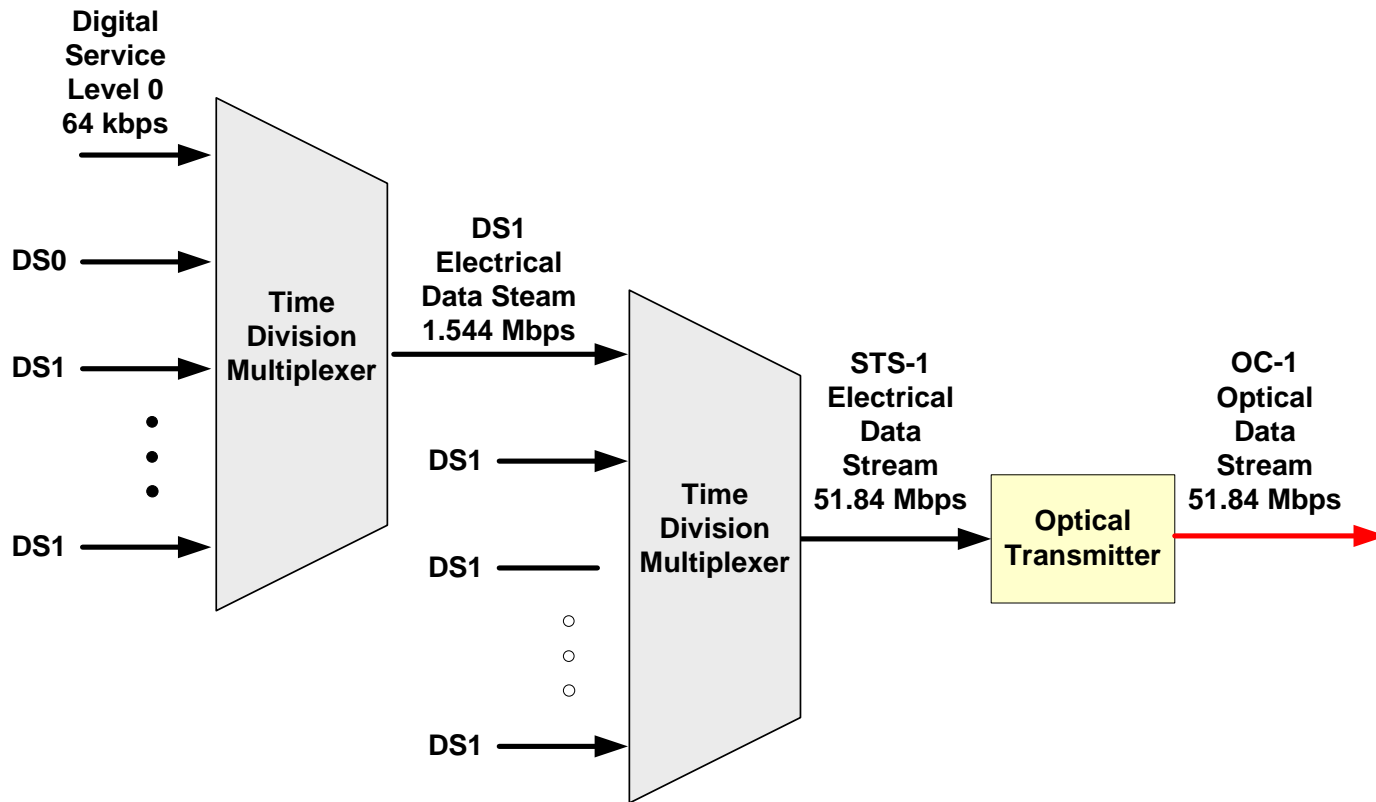 Digital
Service
Level 0
64 kbps
DS0
DS1
DS1
Time
Division
Multiplexer
DS1
Electrical
Data Steam
1.544 Mbps
DS1
DS1
DS1
Time
Division
Multiplexer
STS-1
Electrical
Data
Stream
51.84 Mbps
Optical
Transmitter
OC-1
Optical
Data
Stream
51.84 Mbps